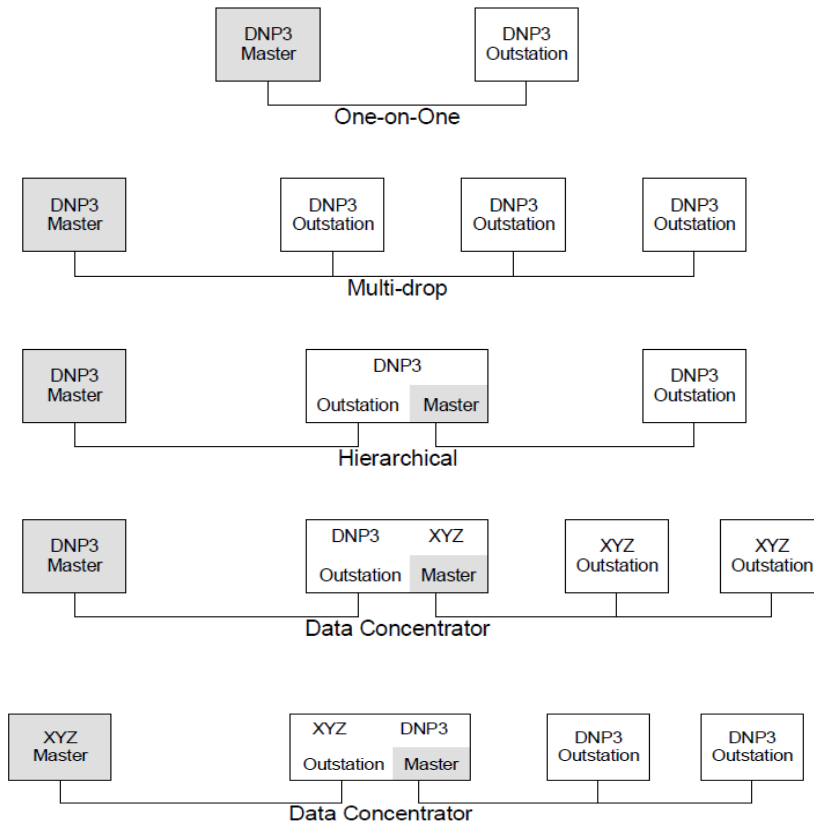 DNP3
Master
DNP3
Outstation
One-on-One
DNP3
Master
DNP3
Outstation
DNP3
Outstation
DNP3
Outstation
Multi-drop
DNP3
Master
DNP3
Outstation Master
DNP3
Outstation
Hierarchical
DNP3
Master
DNP3 XYZ
Outstation Master
XYZ
Outstation
XYZ
Outstation
Data Concentrator
XYZ
Master
XYZ DNP3
Outstation Master
DNP3
Outstation
DNP3
Outstation
Data Concentrator